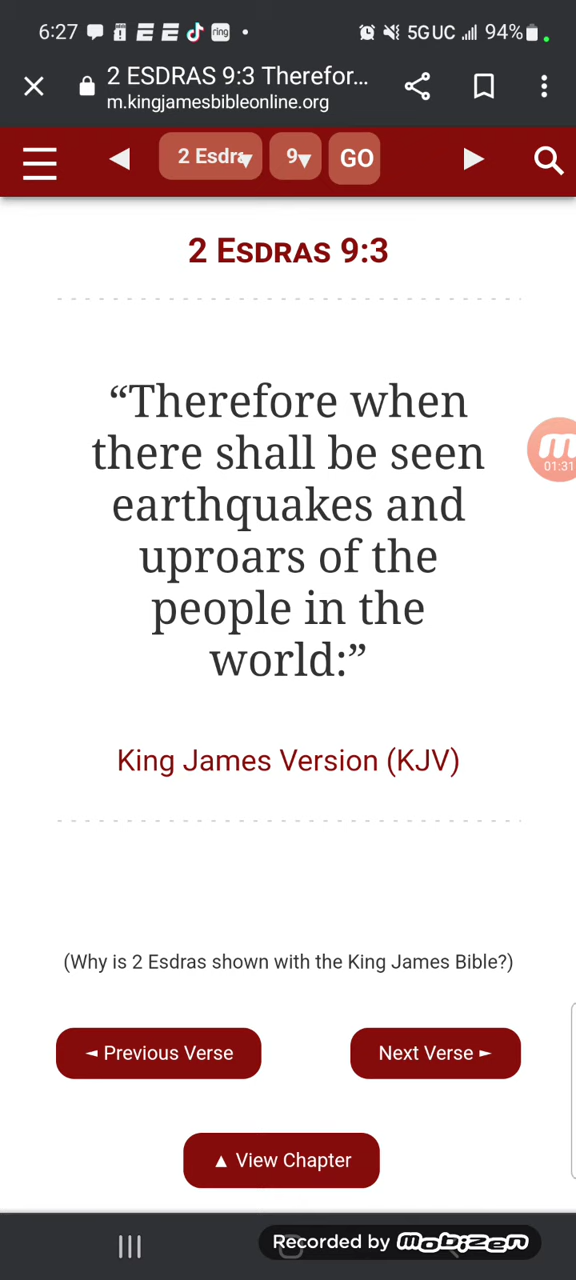 6:27 ring 5G UC 94%
2 ESDRAS 9:3 Therefor...
m.kingjamesbibleonline.org
2 Esdra 9 GO
2 ESDRAS 9:3
“Therefore when
there shall be seen
earthquakes and
uproars of the
people in the
world:”
m
01:31
King James Version (KJV)
(Why is 2 Esdras shown with the King James Bible?)
◄ Previous Verse Next Verse ►
▲ View Chapter
Recorded by mobizen